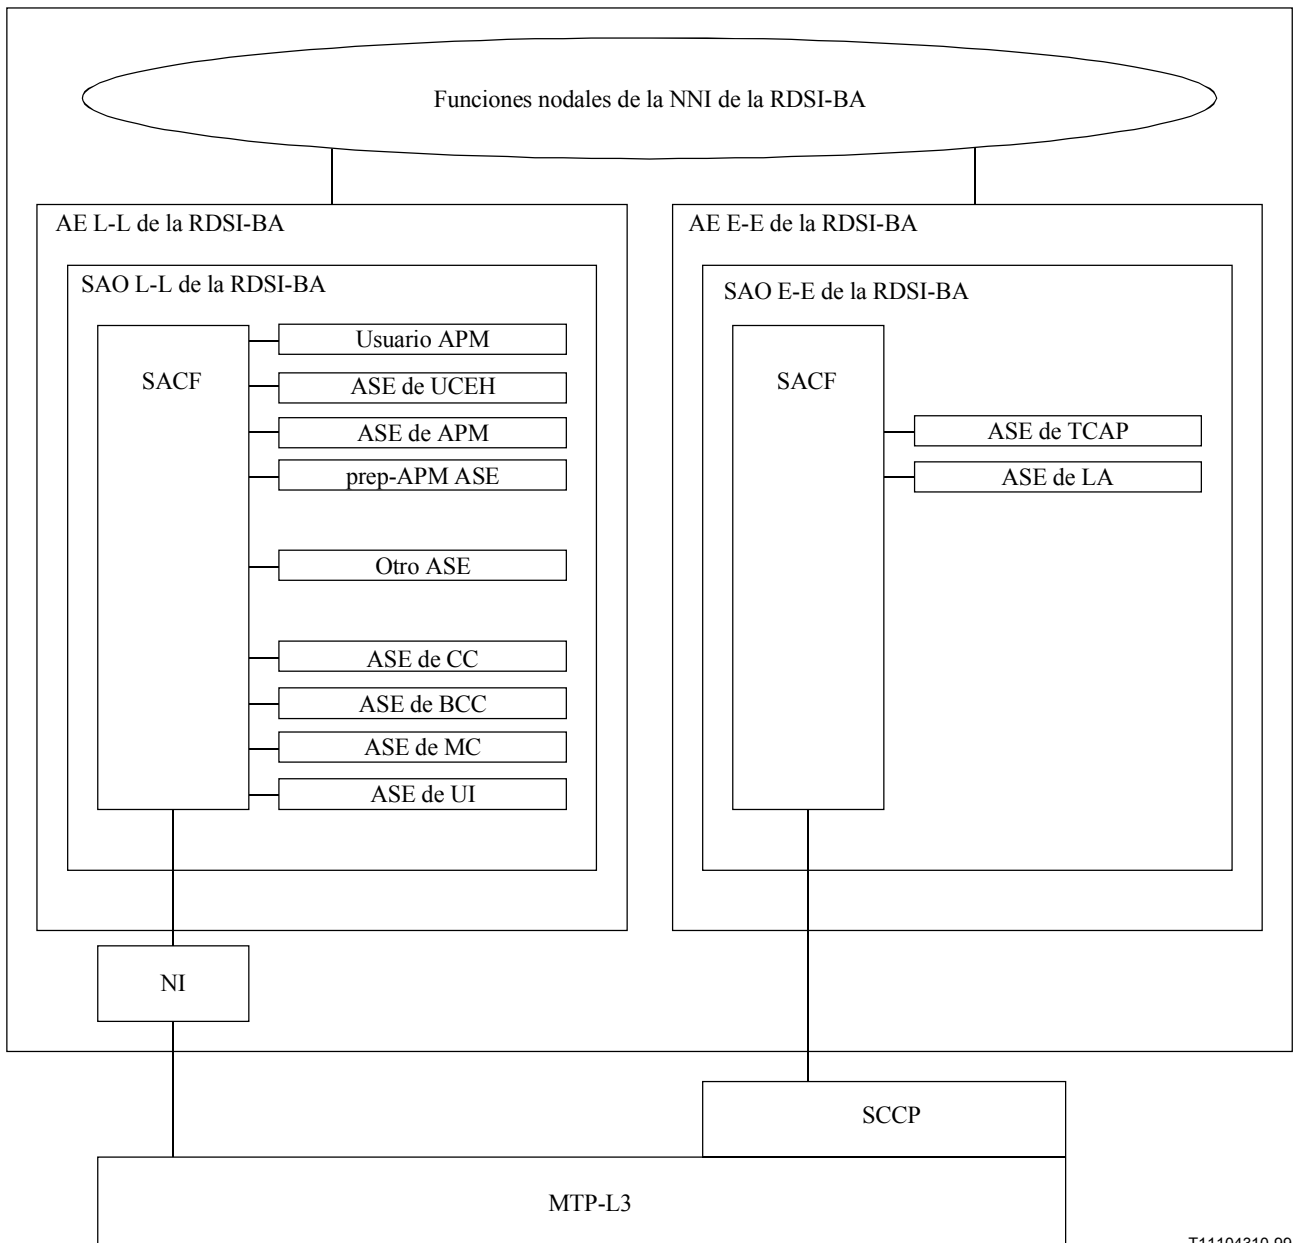 Funciones nodales de la NNI de la RDSI-BA
AE L-L de la RDSI-BA
SAO L-L de la RDSI-BA
SACF
Usuario APM
ASE de UCEH
ASE de APM
prep-APM ASE
Otro ASE
ASE de CC
ASE de BCC
ASE de MC
ASE de UI
NI
AE E-E de la RDSI-BA
SAO E-E de la RDSI-BA
SACF
ASE de TCAP
ASE de LA
SCCP
MTP-L3
T11104310-99